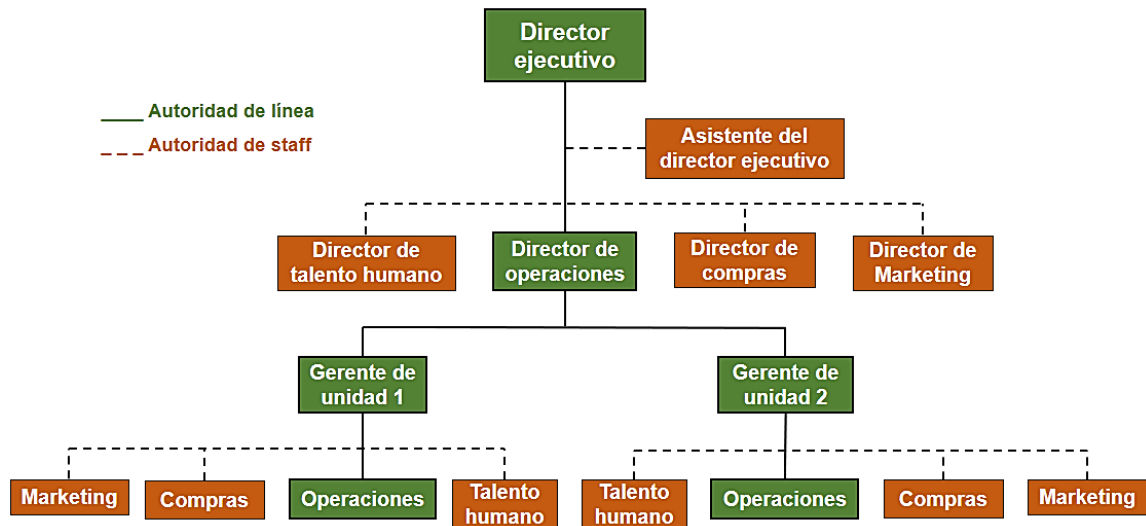 Director
ejecutivo
Autoridad de línea
Autoridad de staff
Asistente del
director ejecutivo
Director de
talento humano
Director de
operaciones
Director de
compras
Director de
Marketing
Gerente de
unidad 1
Gerente de
unidad 2
Marketing
Compras
Operaciones
Talento
humano
Talento
humano
Operaciones
Compras
Marketing